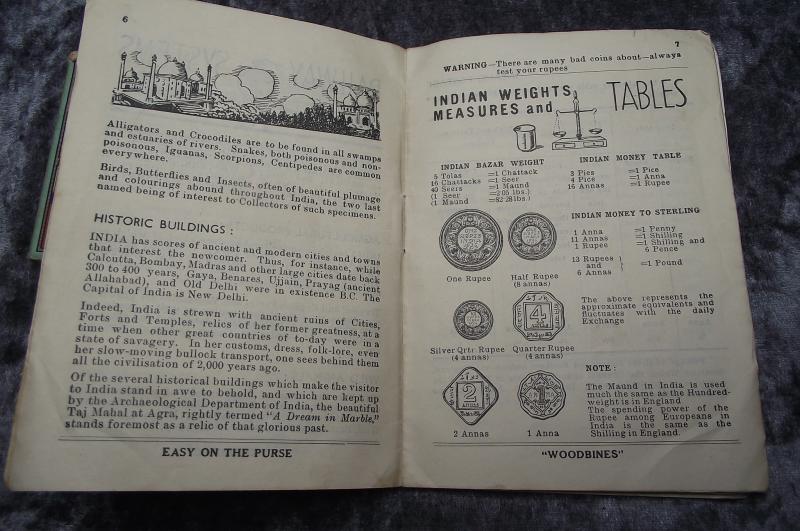 6
Alligators and Crocodiles are to be found in all swamps
and estuaries of rivers. Snakes, both poisonous and non-
poisonous, Iguanas, Scorpions, Centipedes are common
everywhere.
Birds, Butterflies and Insects, often of beautiful plumage
and colourings abound throughout India, the two last
named being of interest to Collectors of such specimens.
HISTORIC BUILDINGS :
INDIA has scores of ancient and modern cities and towns
that interest the newcomer. Thus, for instance, while
Calcutta, Bombay, Madras and other large cities date back
300 to 400 years, Gaya, Benares, Ujjain, Prayag (ancient
Allahabad), and Old Delhi were in existence B.C. The
Capital of India is New Delhi.
Indeed, India is strewn with ancient ruins of Cities,
Forts and Temples, relics of her former greatness, at a
time when other great countries of to-day were in a
state of savagery. In her customs, dress, folk-lore, even
her slow-moving bullock transport, one sees behind them
all the civilisation of 2,000 years ago.
Of the several historical buildings which make the visitor
to India stand in awe to behold, and which are kept up
by the Archaeological Department of India, the beautiful
Taj Mahal at Agra, rightly termed "A Dream in Marble,"
stands foremost as a relic of that glorious past.
EASY ON THE PURSE
7
WARNING—There are many bad coins about—always
test your rupees
INDIAN WEIGHTS,
MEASURES and TABLES
INDIAN BAZAR WEIGHT
5 Tolas =1 Chattack
16 Chattacks =1 Seer
40 Seers =1 Maund
(1 Seer =2·05 lbs.)
(1 Maund =82·28lbs.)
INDIAN MONEY TABLE
3 Pies =1 Pice
4 Pice =1 Anna
16 Annas =1 Rupee
INDIAN MONEY TO STERLING
1 Anna =1 Penny
11 Annas =1 Shilling
1 Rupee =1 Shilling and
6 Pence
13 Rupees
and
6 Annas
} =1 Pound
ONE
RUPEE
INDIA
One Rupee
Half Rupee
(8 annas)
The above represents the
approximate equivalents and
fluctuates with the daily
Exchange
4
Silver Qrtr Rupee
(4 annas)
Quarter Rupee
(4 annas)
NOTE :
The Maund in India is used
much the same as the Hundred-
weight in England
The spending power of the
Rupee among Europeans in
India is the same as the
Shilling in England.
2
ANNAS
1
2 Annas
1 Anna
"WOODBINES"